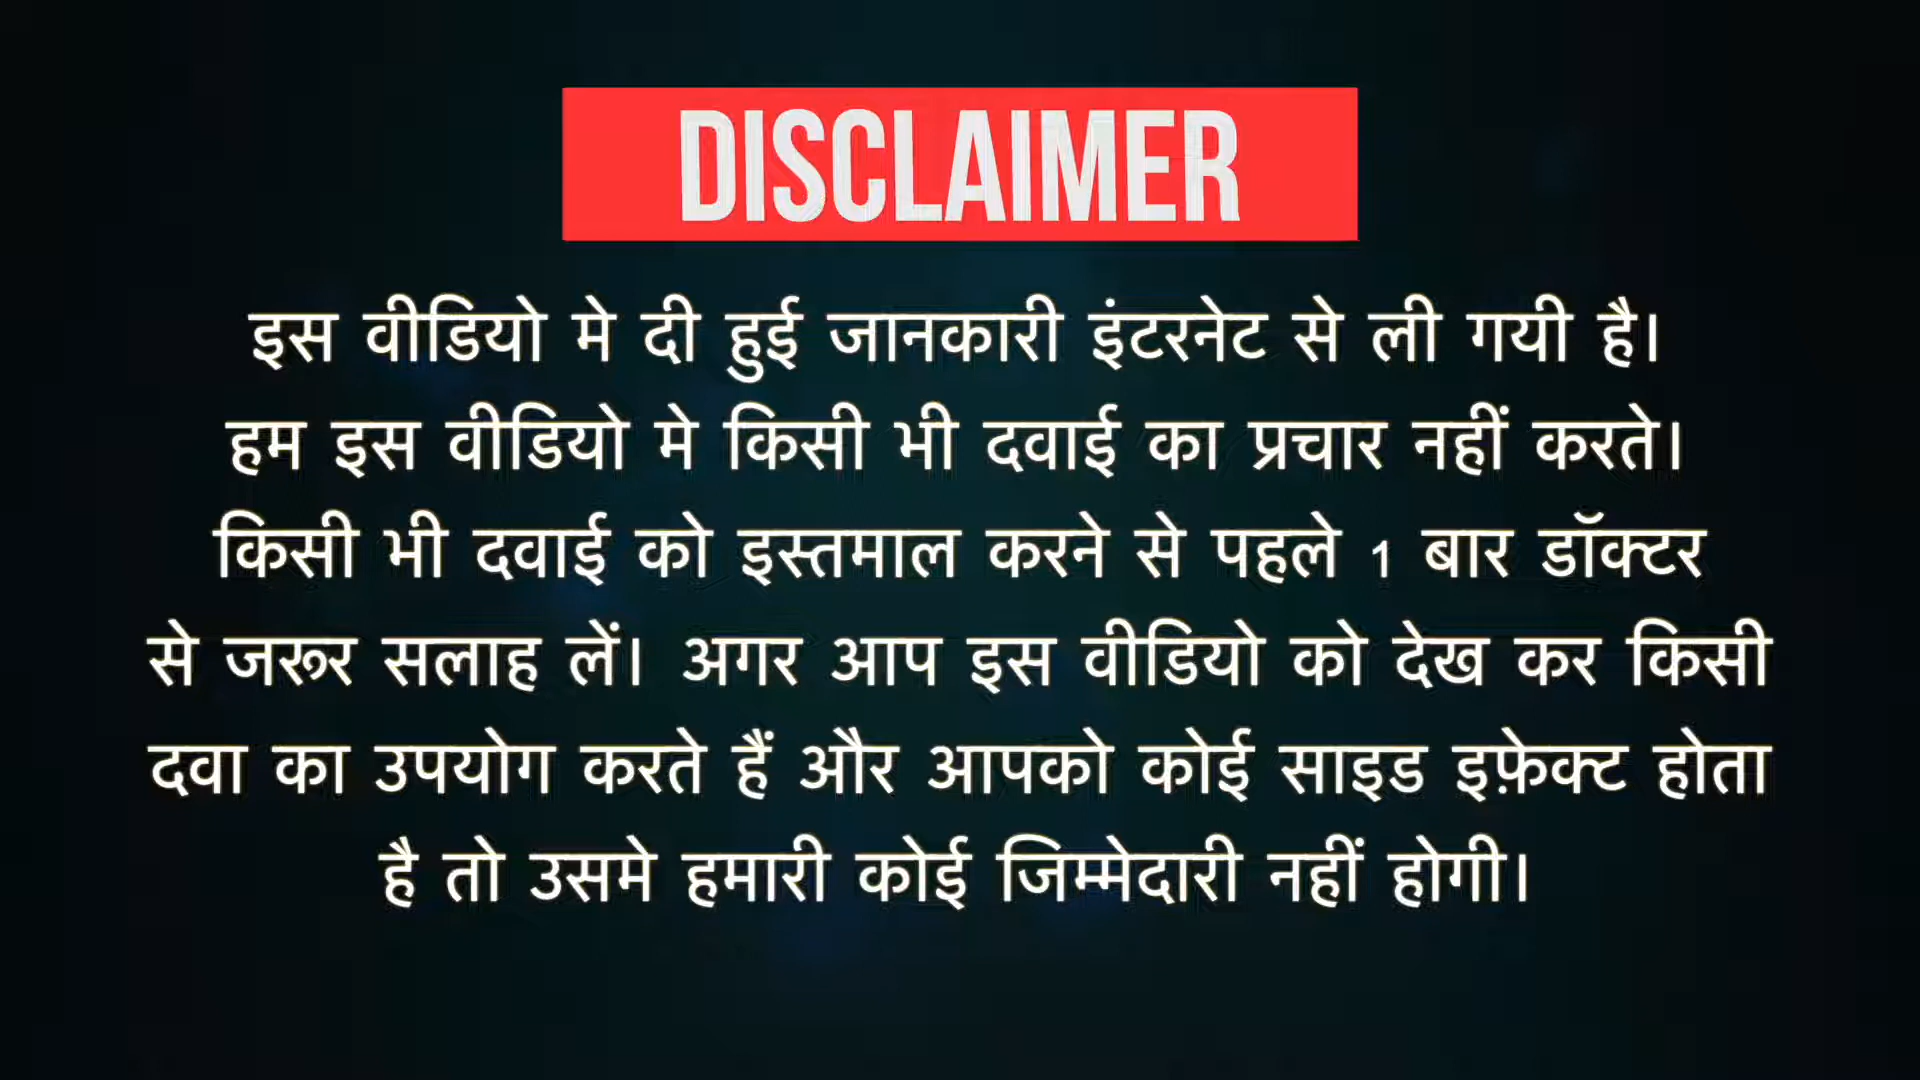 DISCLAIMER
इस वीडियो मे दी हुई जानकारी इंटरनेट से ली गयी है।
हम इस वीडियो मे किसी भी दवाई का प्रचार नहीं करते।
किसी भी दवाई को इस्तमाल करने से पहले 1 बार डॉक्टर
से जरूर सलाह लें। अगर आप इस वीडियो को देख कर किसी
दवा का उपयोग करते हैं और आपको कोई साइड इफ़ेक्ट होता
है तो उसमे हमारी कोई जिम्मेदारी नहीं होगी।